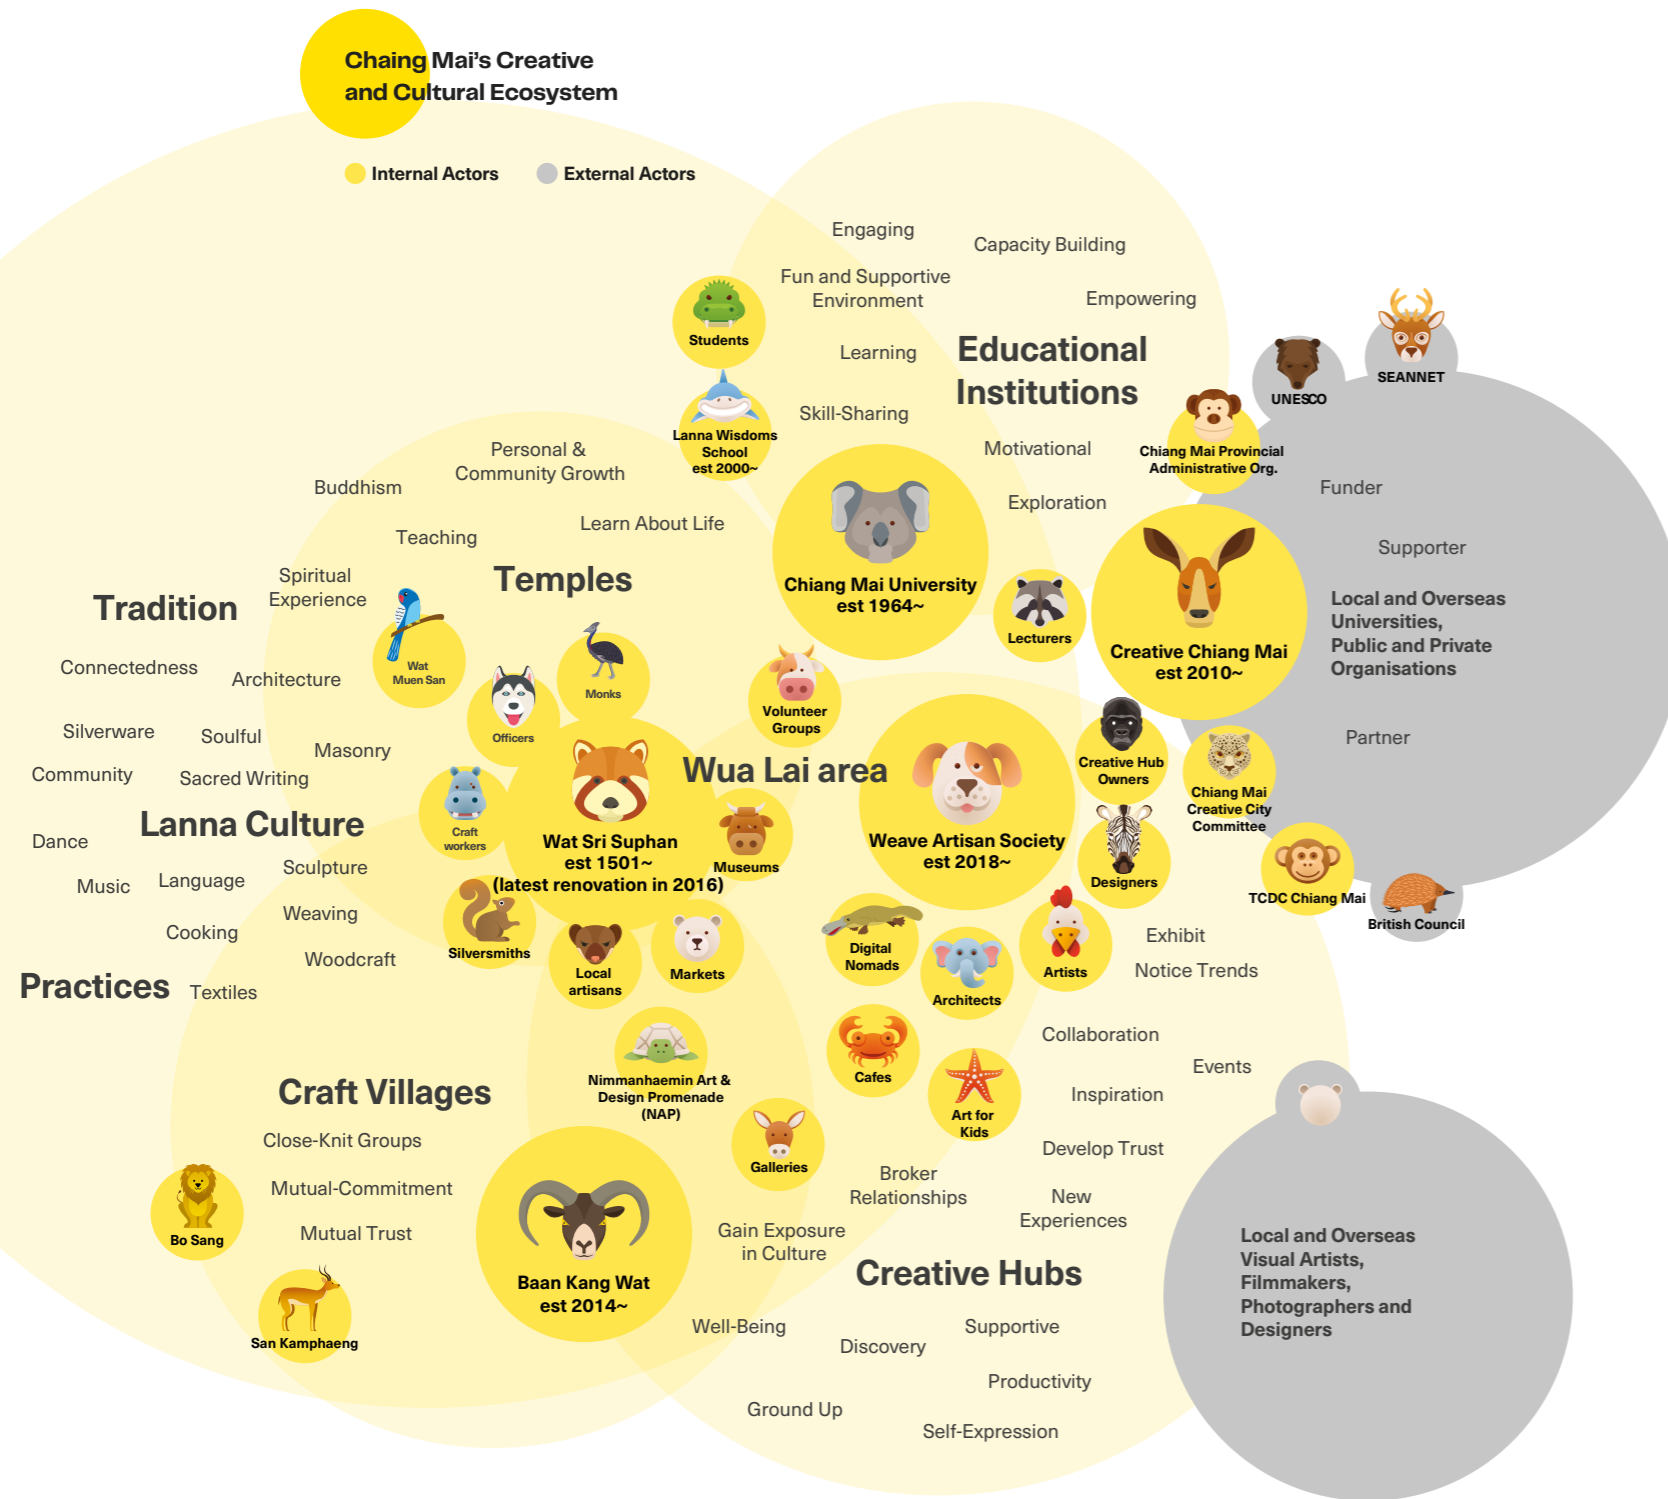 Chaing Mai's Creative
and Cultural Ecosystem
Internal Actors
External Actors
Engaging
Capacity Building
Fun and Supportive
Environment
Empowering
Students
Learning
Educational
Institutions
SEANNET
UNESCO
Skill-Sharing
Lanna Wisdoms
School
est 2000~
Motivational
Chiang Mai Provincial
Administrative Org.
Personal &
Community Growth
Buddhism
Funder
Exploration
Learn About Life
Teaching
Supporter
Temples
Spiritual
Experience
Chiang Mai University
est 1964~
Tradition
Local and Overseas
Universities,
Public and Private
Organisations
Lecturers
Creative Chiang Mai
est 2010~
Connectedness
Architecture
Wat
Muen San
Monks
Volunteer
Groups
Silverware
Soulful
Masonry
Officers
Partner
Community
Sacred Writing
Wua Lai area
Creative Hub
Owners
Chiang Mai
Creative City
Committee
Lanna Culture
Craft
workers
Wat Sri Suphan
est 1501~
(latest renovation in 2016)
Museums
Weave Artisan Society
est 2018~
Dance
Music
Language
Sculpture
Designers
TCDC Chiang Mai
British Council
Weaving
Cooking
Woodcraft
Silversmiths
Local
artisans
Markets
Digital
Nomads
Architects
Artists
Exhibit
Notice Trends
Practices
Textiles
Collaboration
Events
Cafes
Nimmanhaemin Art &
Design Promenade
(NAP)
Inspiration
Art for
Kids
Craft Villages
Close-Knit Groups
Develop Trust
Galleries
Broker
Relationships
Mutual-Commitment
New
Experiences
Bo Sang
Mutual Trust
Gain Exposure
in Culture
Local and Overseas
Visual Artists,
Filmmakers,
Photographers and
Designers
Baan Kang Wat
est 2014~
Creative Hubs
San Kamphaeng
Well-Being
Supportive
Discovery
Productivity
Ground Up
Self-Expression